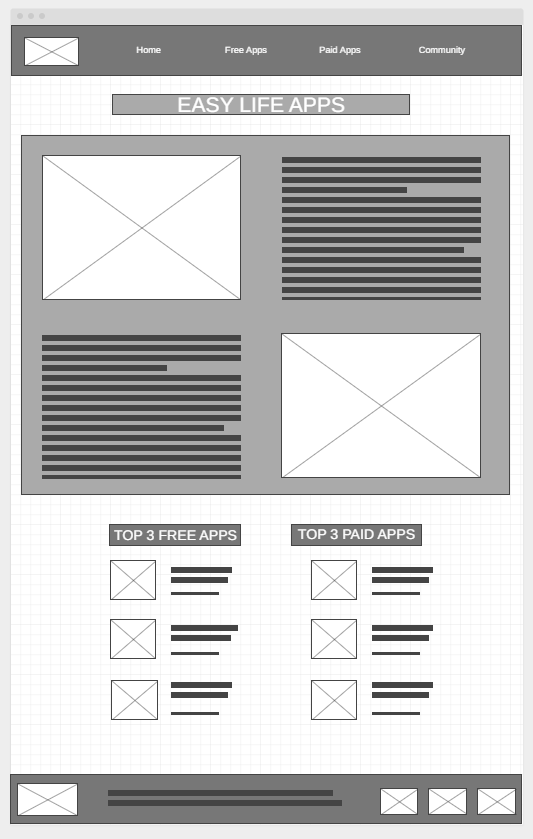 Home
Free Apps
Paid Apps
Community
EASY LIFE APPS
TOP 3 FREE APPS
TOP 3 PAID APPS